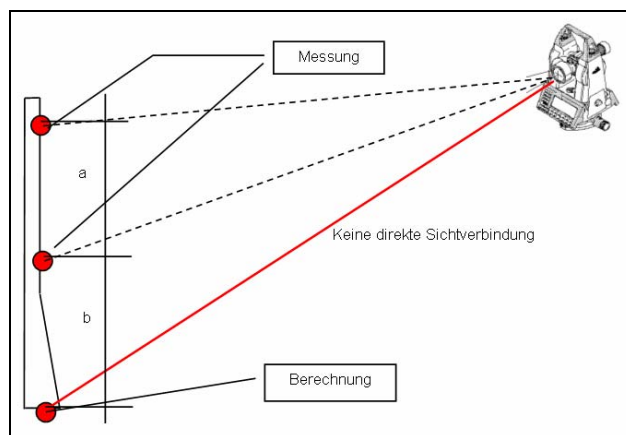 Messung
a
Keine direkte Sichtverbindung
b
Berechnung